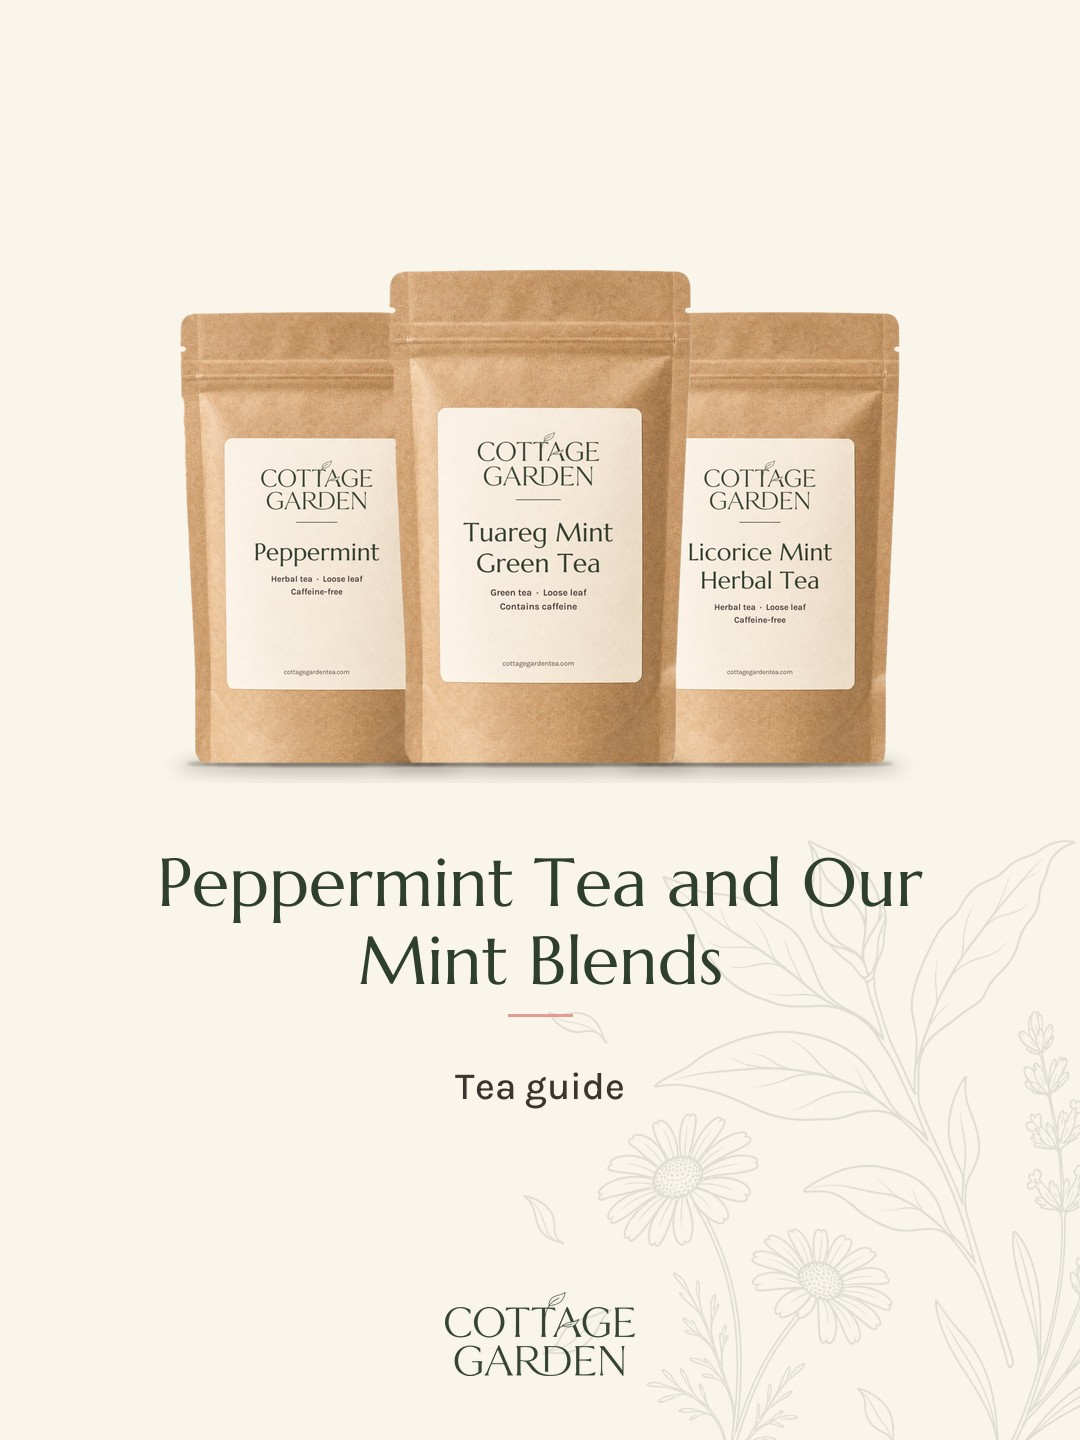 COTTAGE
GARDEN
Peppermint
Herbal tea · Loose leaf
Caffeine-free
cottagegardentea.com
COTTAGE
GARDEN
Tuareg Mint
Green Tea
Green tea · Loose leaf
Contains caffeine
cottagegardentea.com
COTTAGE
GARDEN
Licorice Mint
Herbal Tea
Herbal tea · Loose leaf
Caffeine-free
cottagegardentea.com
Peppermint Tea and Our
Mint Blends
Tea guide
COTTAGE
GARDEN